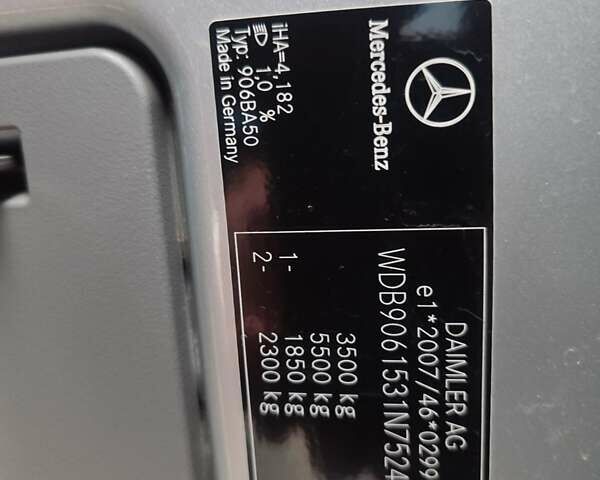 Mercedes-Benz
iHA=4,182
1,0 %
Typ: 906BA50
Made in Germany
DAIMLER AG
e1*2007/46*0299
WDB9061531N7524
3500 kg
5500 kg
1- 1850 kg
2- 2300 kg